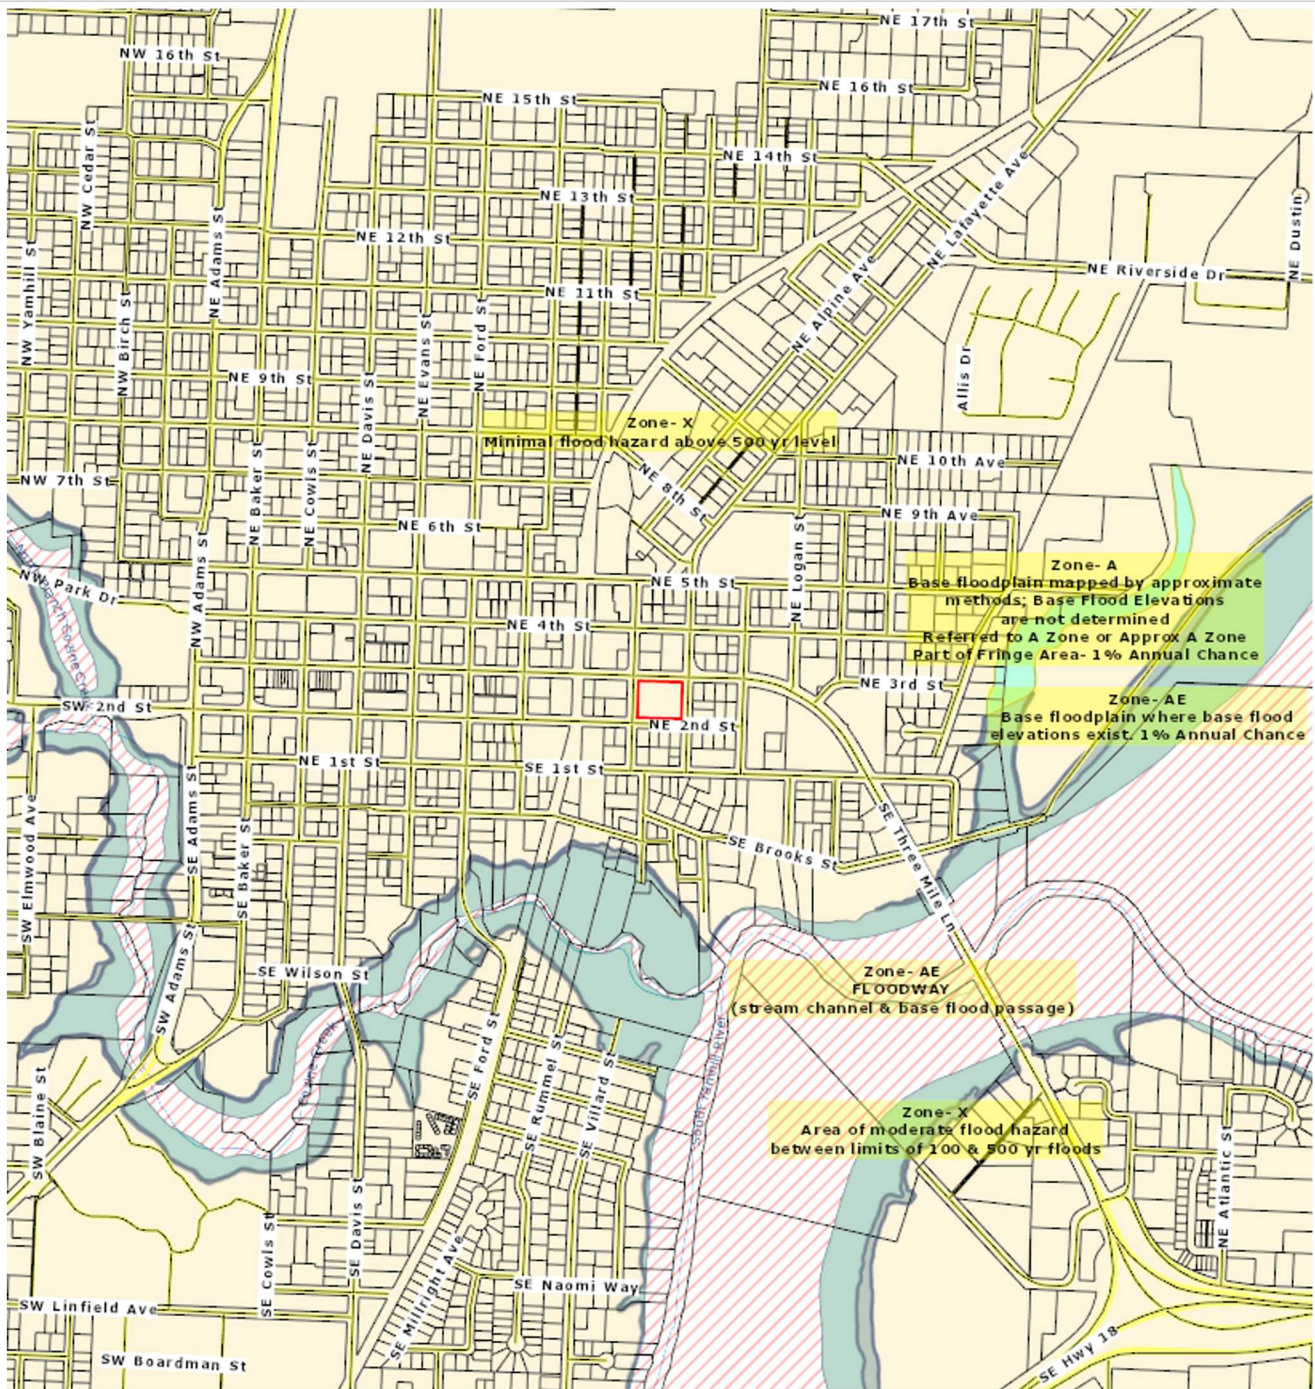 NE 17th St
NW 16th St
NE 16th St
NE 15th St
NE 14th St
NW Cedar St
NE 13th St
NE Lafayette Ave
NE Adams St
NE Dustin
NE 12th St
NE Riverside Dr
NW Yamhill S
NE 11th St
NE Alpine Ave
NW Birch St
NE Evans St
NE Ford St
NE 9th St
Allis Dr
NE Davis St
Zone- X
Minimal flood hazard above 500 yr level
NE 10th Ave
NE Baker St
NE Cowls St
NW 7th St
NE 8th St
NE 6th St
NE 9th Ave
NE Logan S
NW Adams St
NW Park Dr
NE 5th St
Zone- A
Base floodplain mapped by approximate
methods; Base Flood Elevations
are not determined
Referred to A Zone or Approx A Zone
Part of Fringe Area- 1% Annual Chance
NE 4th St
NE 3rd St
Zone- AE
Base floodplain where base flood
elevations exist. 1% Annual Chance
SW 2nd St
NE 2nd St
NE 1st St
SE 1st St
SE Adams St
SW Elmwood Ave
SE Baker S
SE Brooks St
SE Three Mile Ln
SW Adams St
SE Wilson St
Zone- AE
FLOODWAY
(stream channel & base flood passage)
Cozine Creek
South Yamhill River
SE Ford St
SE Rummel S
SE Villard S
SW Blaine St
Zone- X
Area of moderate flood hazard
between limits of 100 & 500 yr floods
NE Atlantic S
SE Davis S
SE Cowls St
SE Millright Ave
SE Naomi Way
SW Linfield Ave
SW Boardman St
SE Hwy 18